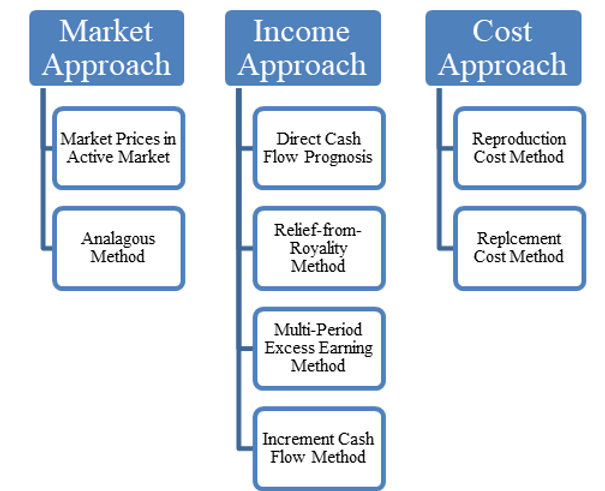 Market
Approach
Market Prices in
Active Market
Analagous
Method
Income
Approach
Direct Cash
Flow Prognosis
Relief-from-
Royality
Method
Multi-Period
Excess Earning
Method
Increment Cash
Flow Method
Cost
Approach
Reproduction
Cost Method
Replcement
Cost Method